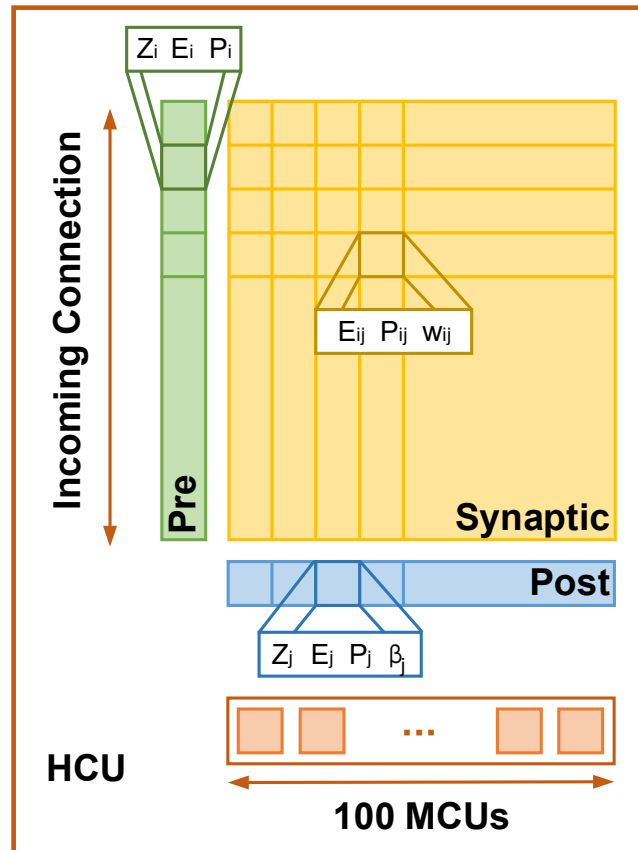 Zi Ei Pi
Incoming Connection
Pre
Eij Pij wij
Synaptic
Post
Zj Ej Pj βj
...
HCU
100 MCUs